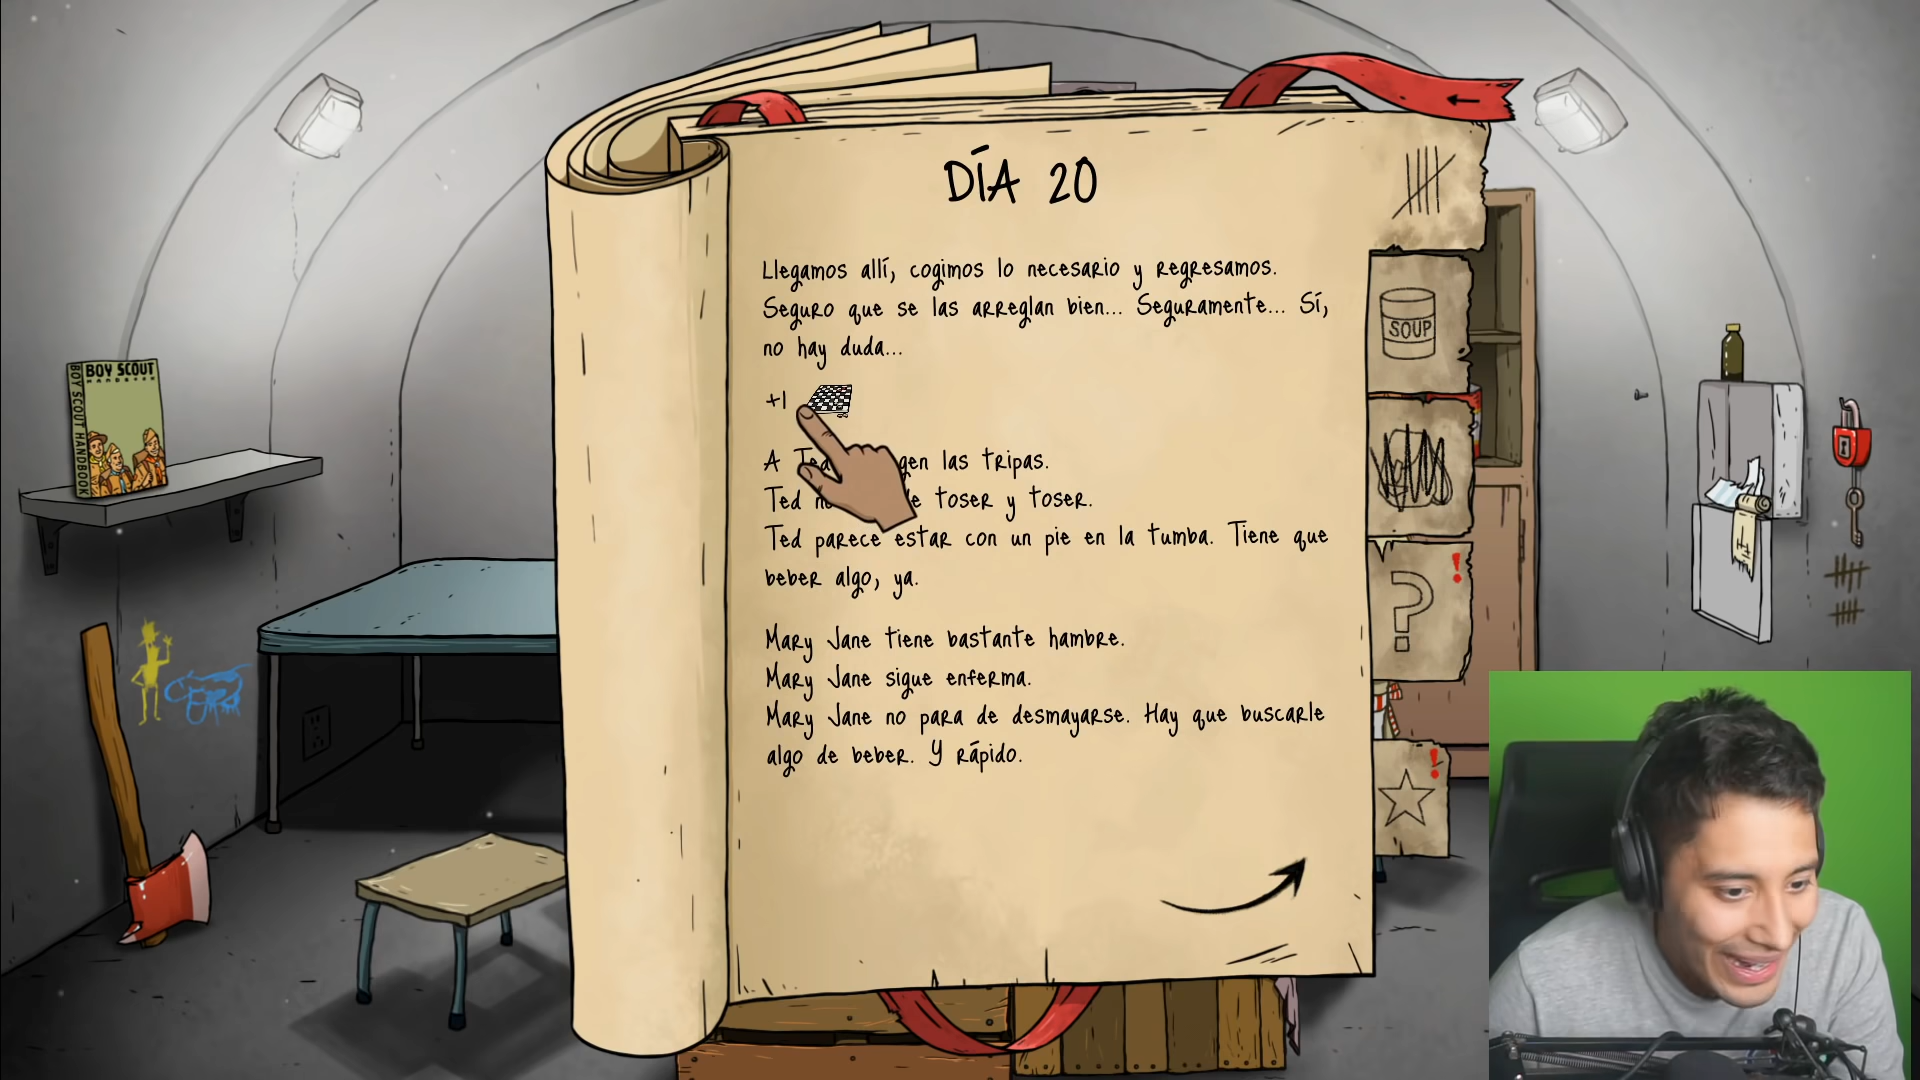 BOY SCOUT
HANDBOOK
BOY SCOUT HANDBOOK
DÍA 20
Llegamos allí, cogimos lo necesario y regresamos.
Seguro que se las arreglan bien... Seguramente... Sí,
no hay duda...
+1
A Ted gen las tripas.
Ted de toser y toser.
Ted parece estar con un pie en la tumba. Tiene que
beber algo, ya.
Mary Jane tiene bastante hambre.
Mary Jane sigue enferma.
Mary Jane no para de desmayarse. Hay que buscarle
algo de beber. Y rápido.
SOUP
?
!
!